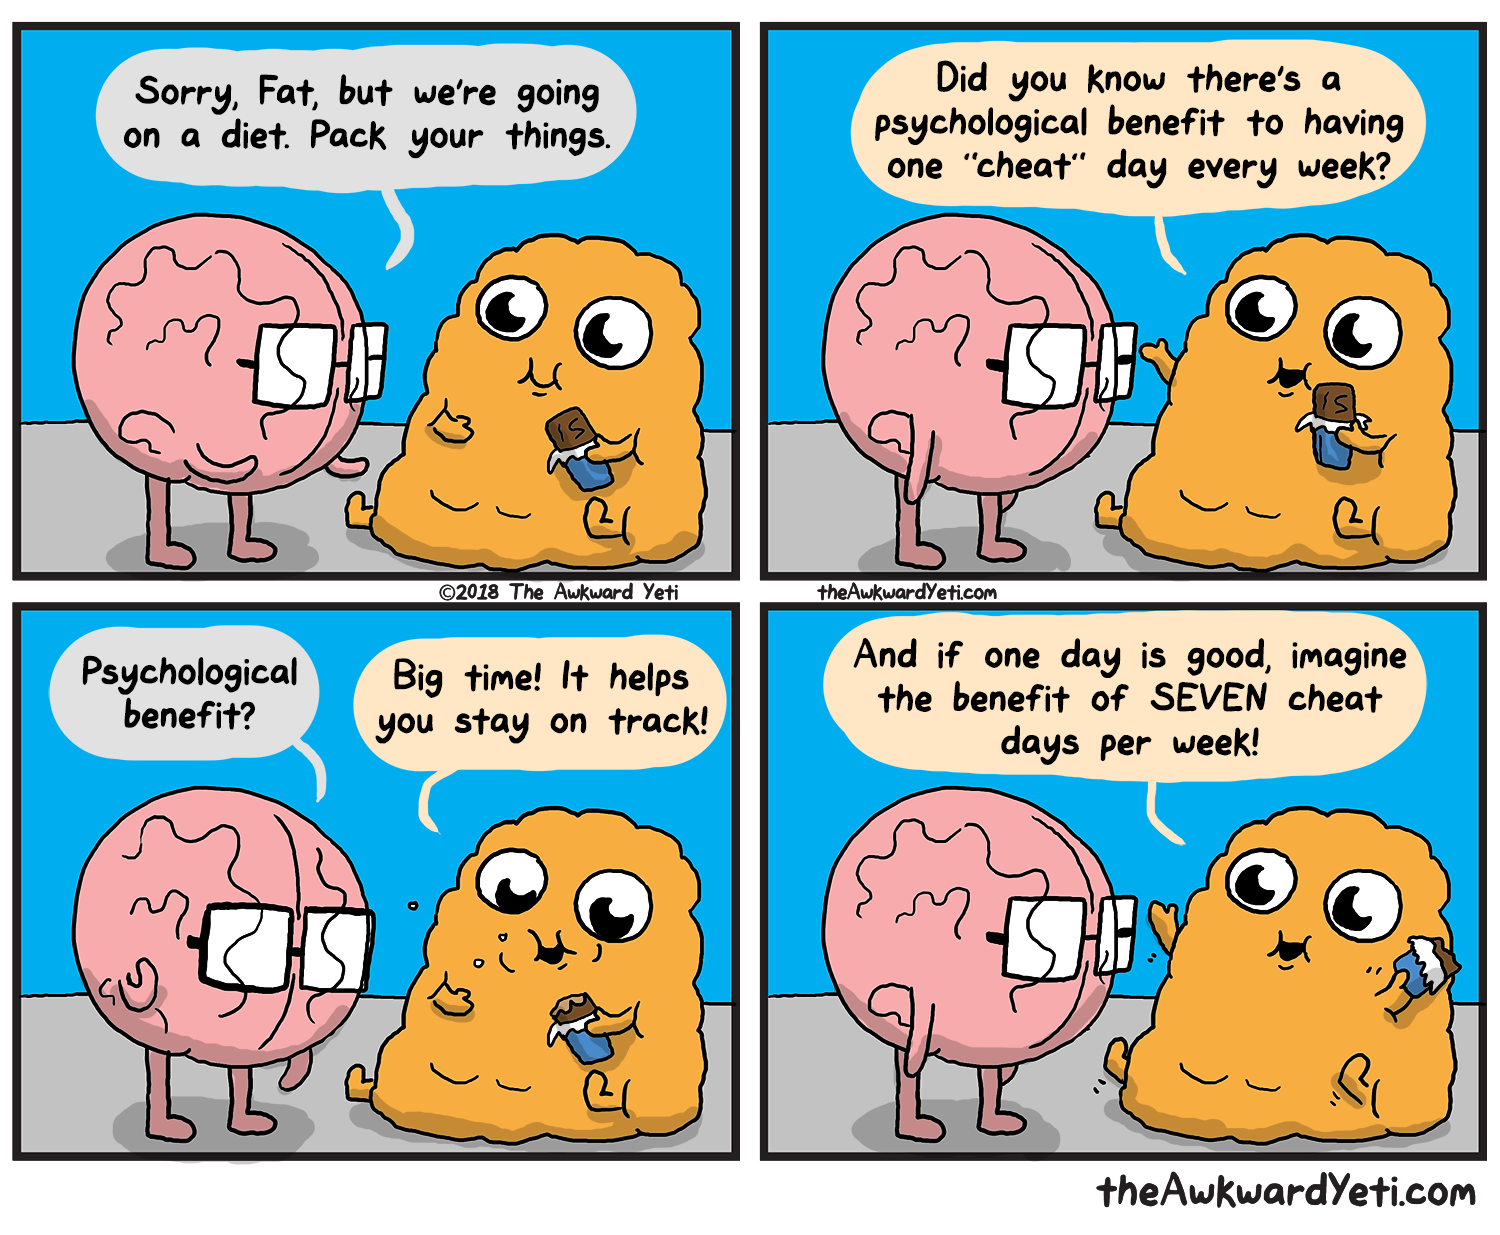 Sorry, Fat, but we're going
on a diet. Pack your things.
Did you know there's a
psychological benefit to having
one "cheat" day every week?
©2018 The Awkward Yeti
theAwkwardYeti.com
Psychological
benefit?
Big time! It helps
you stay on track!
And if one day is good, imagine
the benefit of SEVEN cheat
days per week!
theAwkwardYeti.com